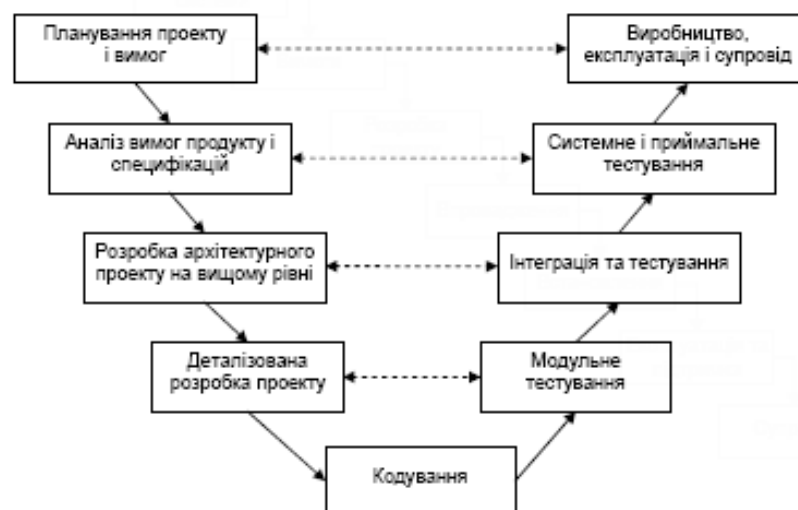 Планування проекту
і вимог
Виробництво,
експлуатація і супровід
Аналіз вимог продукту і
специфікацій
Системне і приймальне
тестування
Розробка архітектурного
проекту на вищому рівні
Інтеграція та тестування
Деталізована
розробка проекту
Модульне
тестування
Кодування